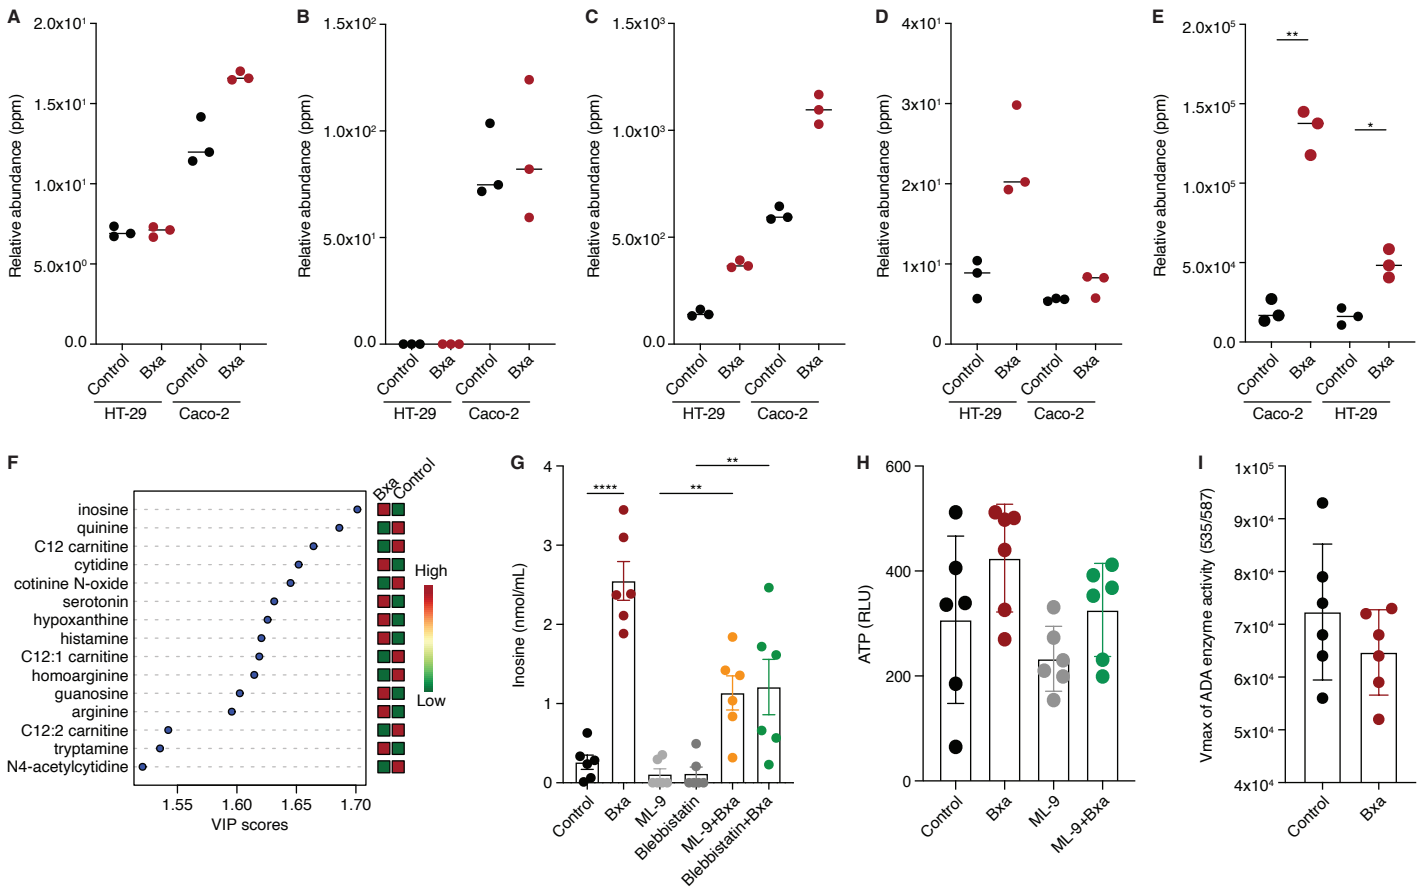 A
Relative abundance (ppm)
2.0x10¹
1.5x10¹
1.0x10¹
5.0x10⁰
0.0
Control
Bxa
Control
Bxa
HT-29
Caco-2
B
Relative abundance (ppm)
1.5x10²
1.0x10²
5.0x10¹
0.0
Control
Bxa
Control
Bxa
HT-29
Caco-2
C
Relative abundance (ppm)
1.5x10³
1.0x10³
5.0x10²
0.0
Control
Bxa
Control
Bxa
HT-29
Caco-2
D
Relative abundance (ppm)
4x10¹
3x10¹
2x10¹
1x10¹
0
Control
Bxa
Control
Bxa
HT-29
Caco-2
E
Relative abundance (ppm)
2.0x10⁵
1.5x10⁵
1.0x10⁵
5.0x10⁴
0.0
**
*
Control
Bxa
Control
Bxa
Caco-2
HT-29
F
Bxa
Control
inosine
quinine
C12 carnitine
cytidine
cotinine N-oxide
serotonin
hypoxanthine
histamine
C12:1 carnitine
homoarginine
guanosine
arginine
C12:2 carnitine
tryptamine
N4-acetylcytidine
High
Low
1.55
1.60
1.65
1.70
VIP scores
G
Inosine (nmol/mL)
4
3
2
1
0
****
**
**
Control
Bxa
ML-9
Blebbistatin
ML-9+Bxa
Blebbistatin+Bxa
H
ATP (RLU)
600
400
200
0
Control
Bxa
ML-9
ML-9+Bxa
I
Vmax of ADA enzyme activity (535/587)
1x10⁵
9x10⁴
8x10⁴
7x10⁴
6x10⁴
5x10⁴
4x10⁴
Control
Bxa